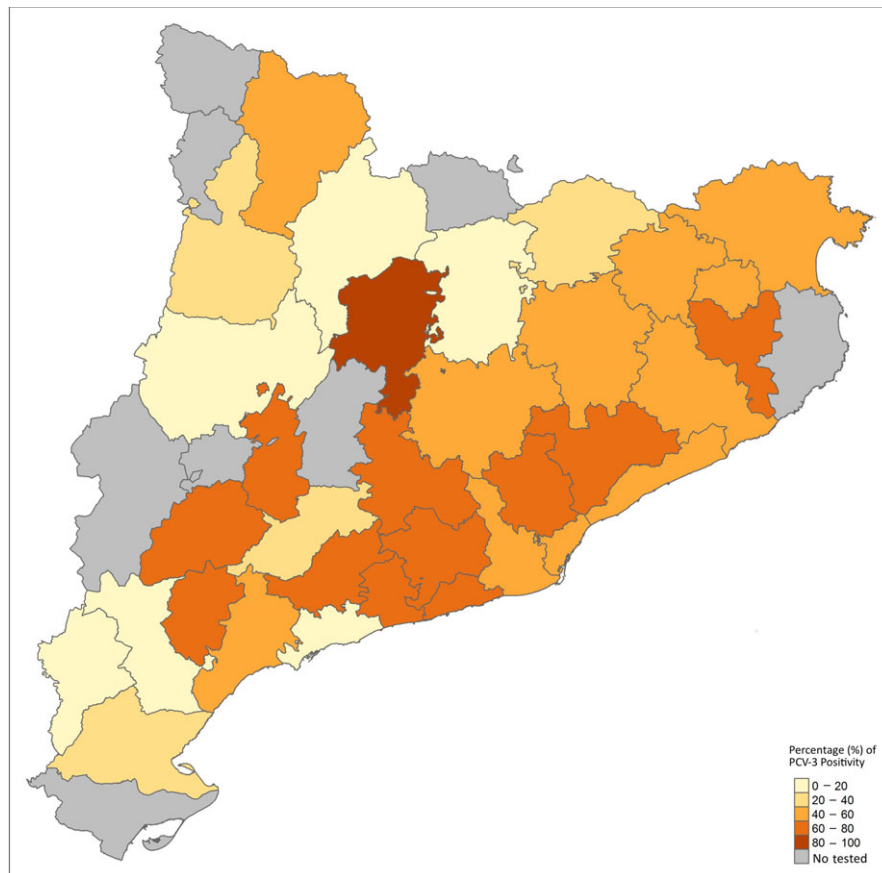 Percentage (%) of
PCV-3 Positivity
0 – 20
20 – 40
40 – 60
60 – 80
80 – 100
No tested